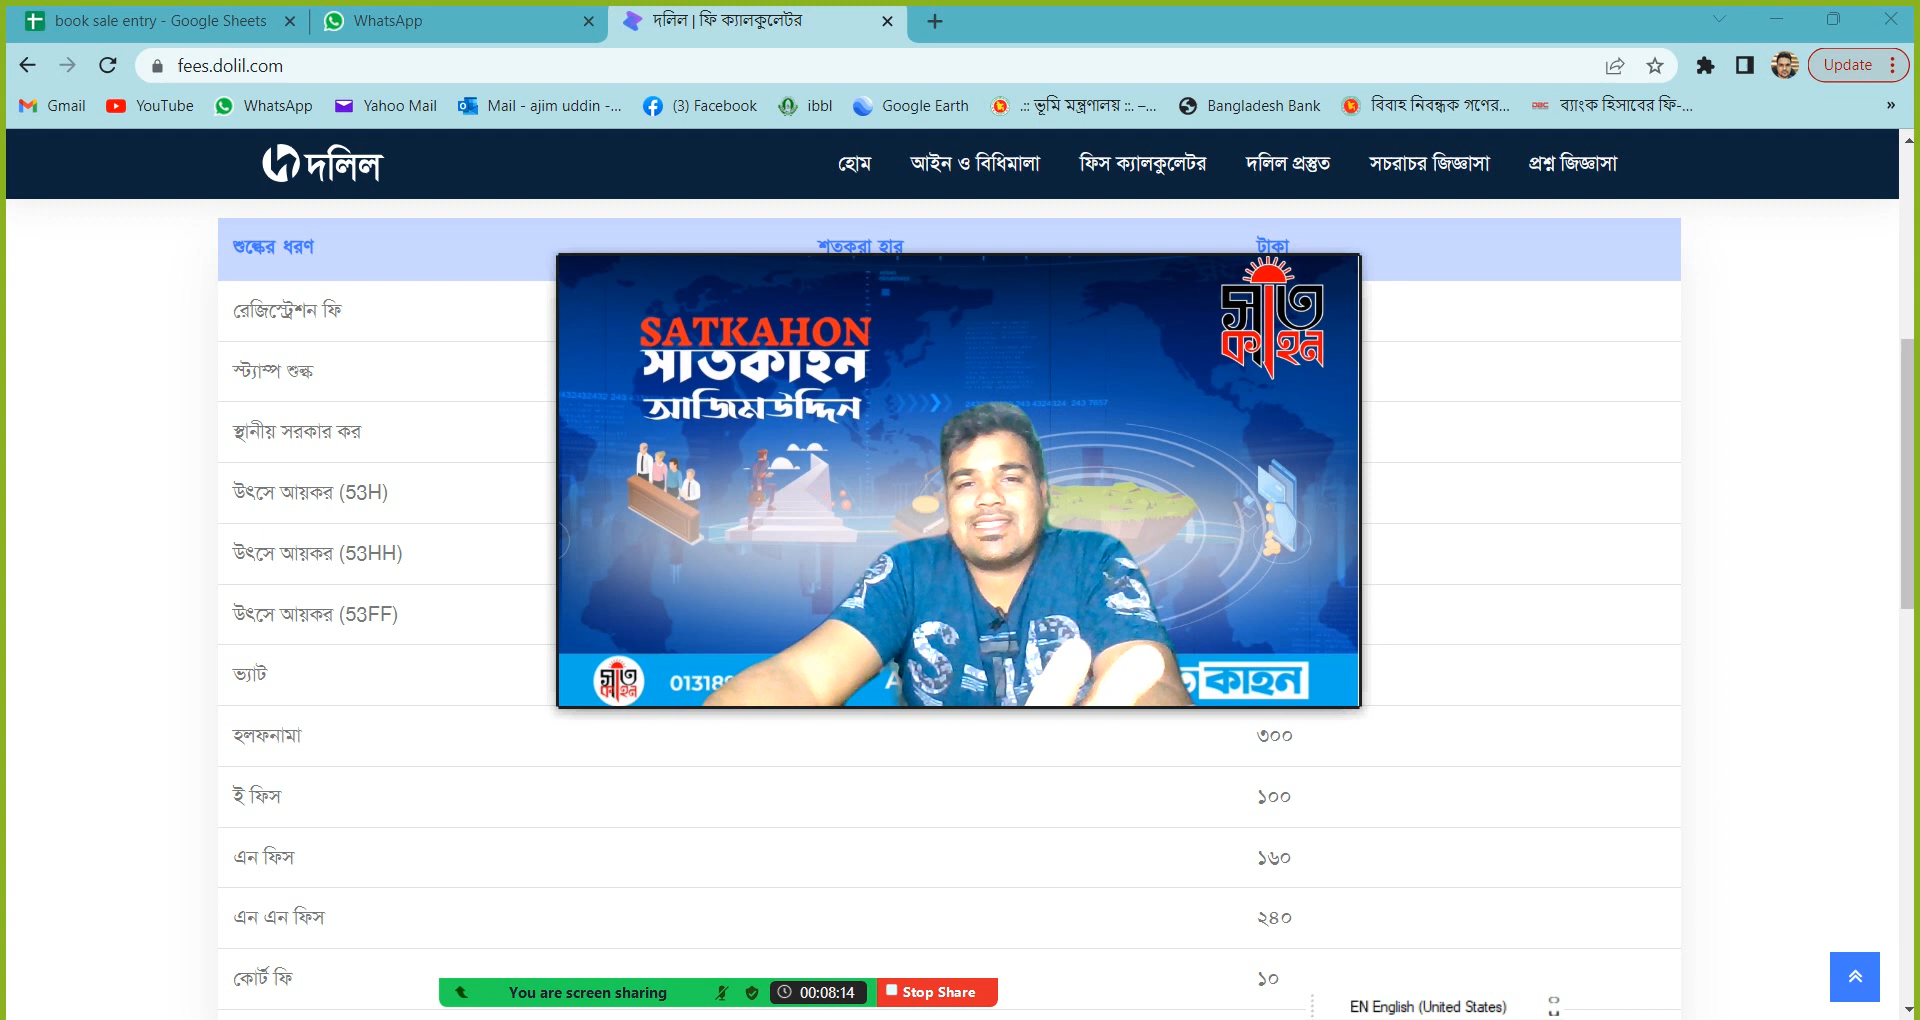 book sale entry - Google Sheets
WhatsApp
দলিল | ফি ক্যালকুলেটর
fees.dolil.com
Update
Gmail
YouTube
WhatsApp
Yahoo Mail
Mail - ajim uddin -...
(3) Facebook
ibbl
Google Earth
.:: ভূমি মন্ত্রণালয় ::. –...
Bangladesh Bank
বিবাহ নিবন্ধক গণের...
ব্যাংক হিসাবের ফি-...
»
দলিল
হোম
আইন ও বিধিমালা
ফিস ক্যালকুলেটর
দলিল প্রস্তুত
সচরাচর জিজ্ঞাসা
প্রশ্ন জিজ্ঞাসা
শুল্কের ধরণ
শতকরা হার
টাকা
রেজিস্ট্রেশন ফি
স্ট্যাম্প শুল্ক
স্থানীয় সরকার কর
উৎসে আয়কর (53H)
উৎসে আয়কর (53HH)
উৎসে আয়কর (53FF)
ভ্যাট
SATKAHON
সাতকাহন
আজিমউদ্দিন
সাত
কাহন
সাত
কাহন
01318
কাহন
হলফনামা
৩০০
ই ফিস
১০০
এন ফিস
১৬০
এন এন ফিস
২৪০
কোর্ট ফি
১০
You are screen sharing
00:08:14
Stop Share
EN English (United States)